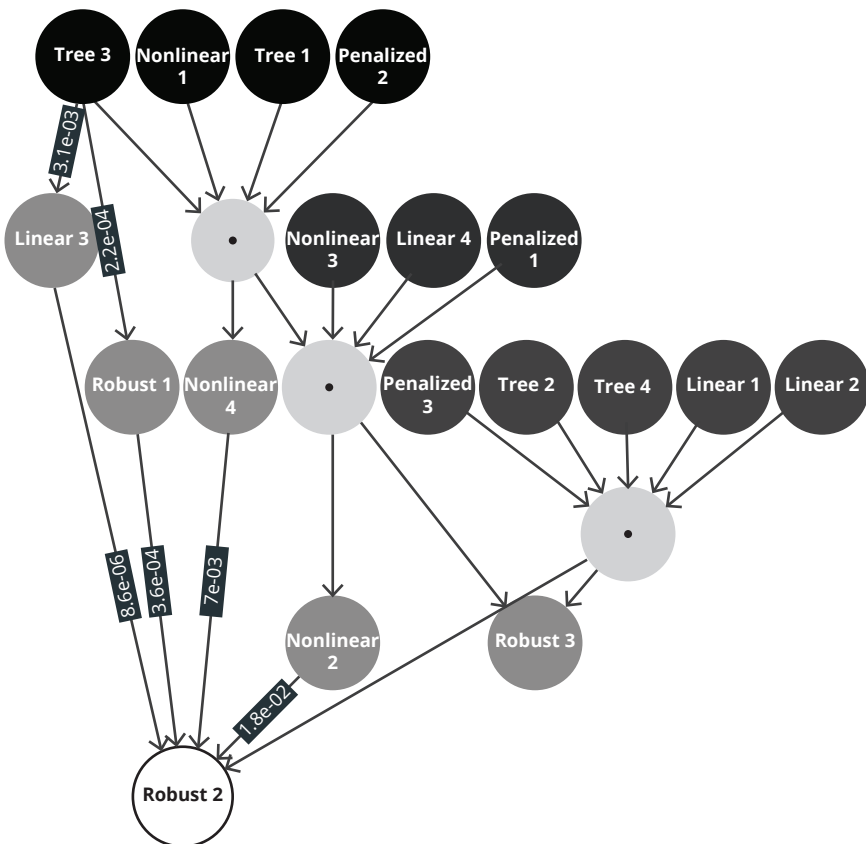 Tree 3
Nonlinear
1
Tree 1
Penalized
2
3.1e-03
Linear 3
2.2e-04
Nonlinear
3
Linear 4
Penalized
1
Robust 1
Nonlinear
4
Penalized
3
Tree 2
Tree 4
Linear 1
Linear 2
8.6e-06
3.6e-04
7e-03
Nonlinear
2
Robust 3
1.8e-02
Robust 2